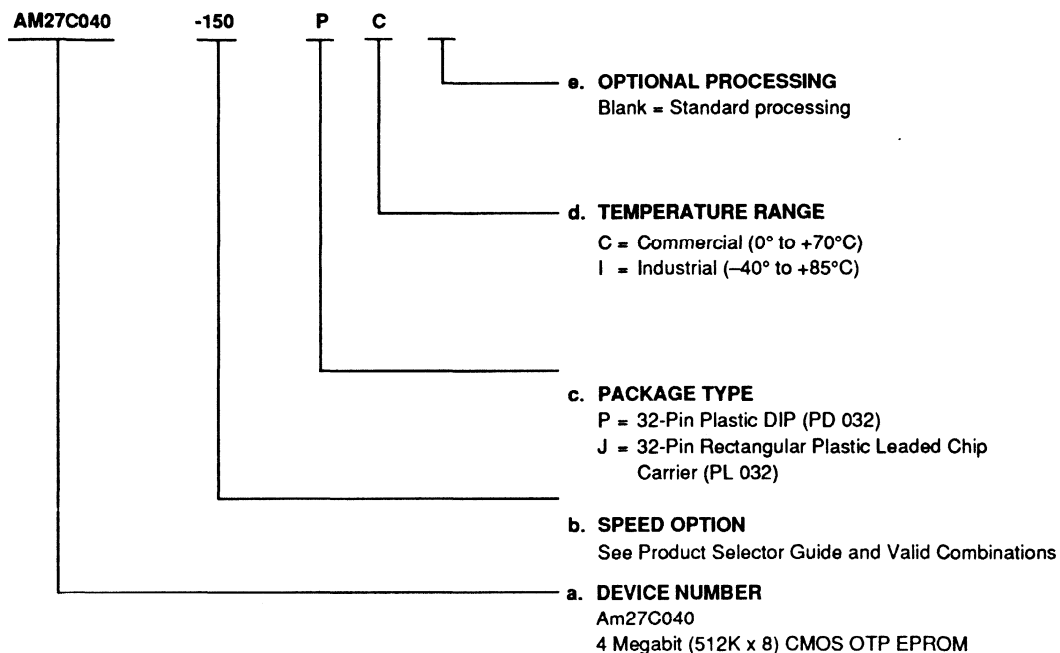 AM27C040 -150 P C
e. OPTIONAL PROCESSING
Blank = Standard processing
d. TEMPERATURE RANGE
C = Commercial (0° to +70°C)
I = Industrial (–40° to +85°C)
c. PACKAGE TYPE
P = 32-Pin Plastic DIP (PD 032)
J = 32-Pin Rectangular Plastic Leaded Chip
Carrier (PL 032)
b. SPEED OPTION
See Product Selector Guide and Valid Combinations
a. DEVICE NUMBER
Am27C040
4 Megabit (512K x 8) CMOS OTP EPROM